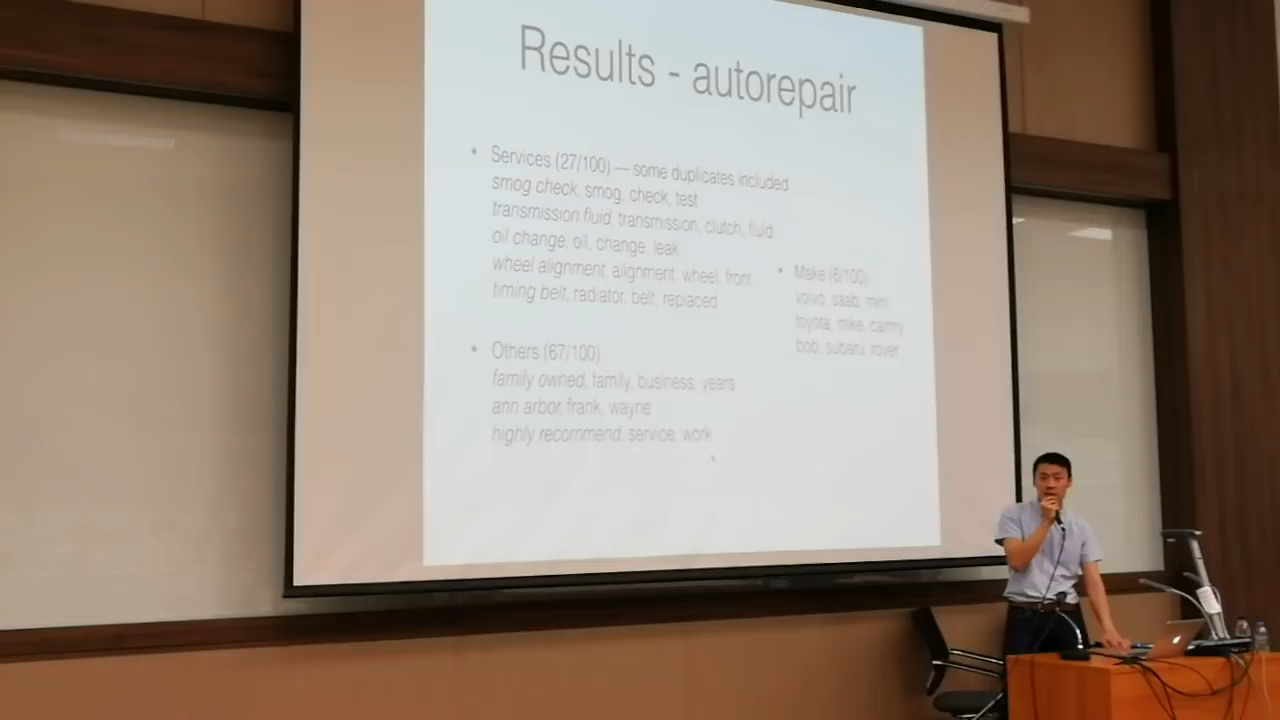 Results - autorepair
• Services (27/100) — some duplicates included
smog check, smog, check, test
transmission fluid, transmission, clutch, fluid
oil change, oil, change, leak
wheel alignment, alignment, wheel, front
timing belt, radiator, belt, replaced
• Others (67/100)
family owned, family, business, years
ann arbor, frank, wayne
highly recommend, service, work
• Make (6/100)
volvo, saab, mini
toyota, mike, camry
bob, subaru, rover